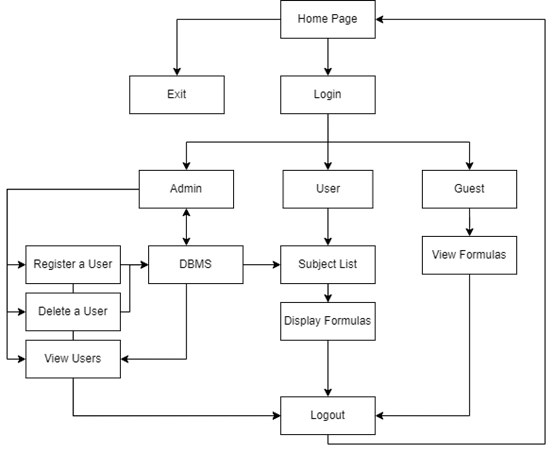 Home Page
Exit
Login
Admin
User
Guest
Register a User
DBMS
Subject List
View Formulas
Delete a User
Display Formulas
View Users
Logout